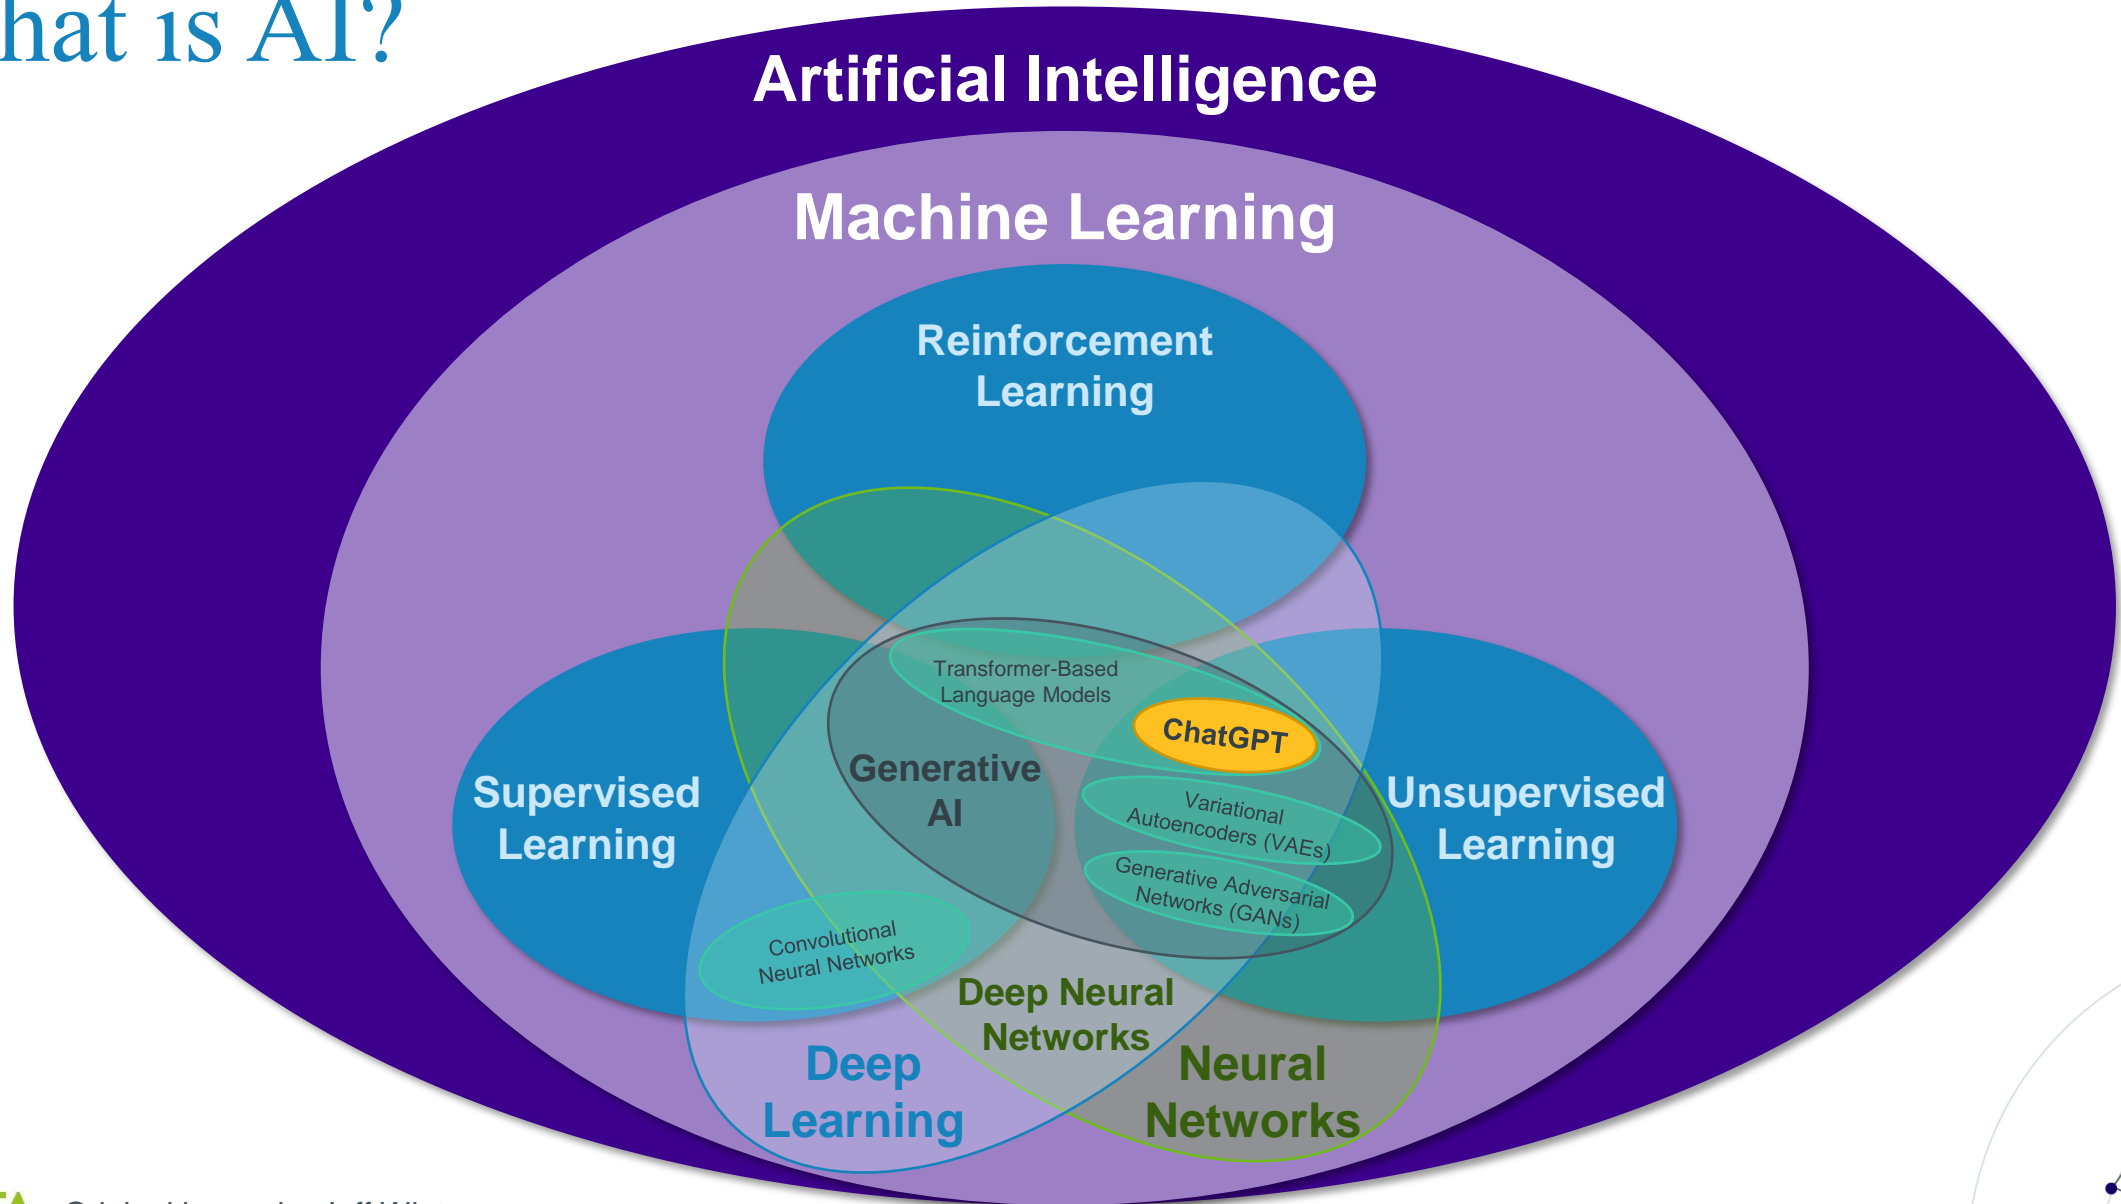 hat is AI?
Artificial Intelligence
Machine Learning
Reinforcement
Learning
Transformer-Based
Language Models
ChatGPT
Generative
AI
Supervised
Learning
Unsupervised
Learning
Variational
Autoencoders (VAEs)
Generative Adversarial
Networks (GANs)
Convolutional
Neural Networks
Deep Neural
Networks
Deep
Learning
Neural
Networks